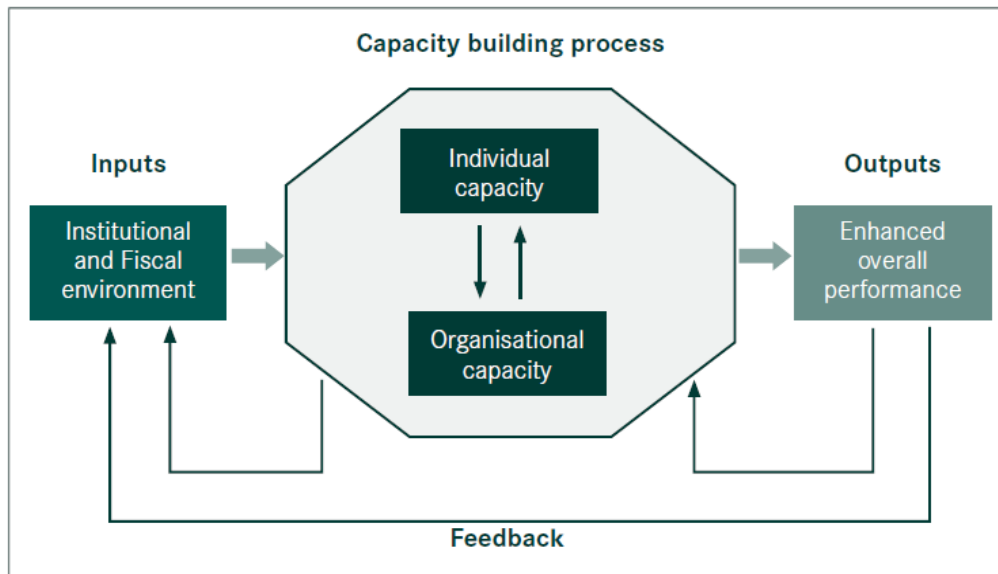 Capacity building process
Inputs
Institutional
and Fiscal
environment
Individual
capacity
Organisational
capacity
Outputs
Enhanced
overall
performance
Feedback